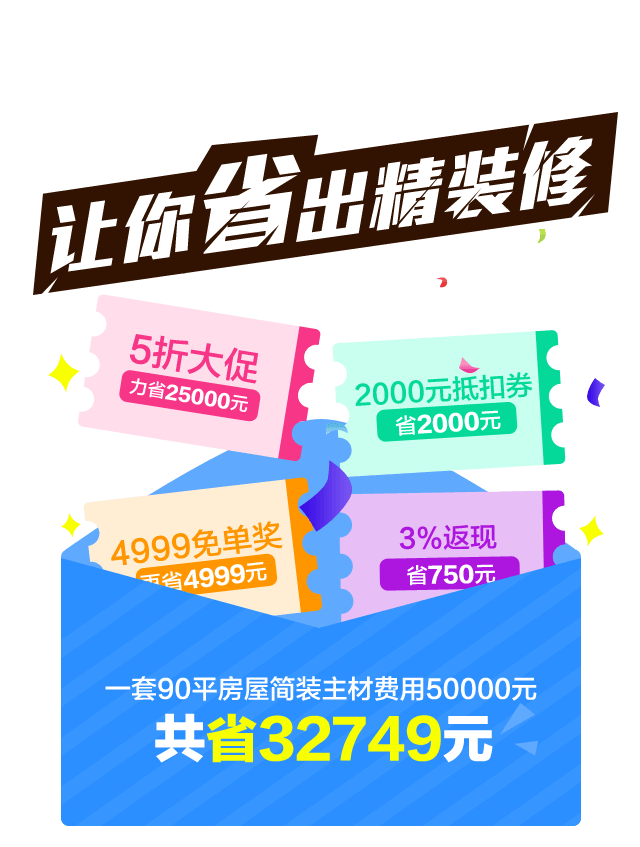 让你省出精装修
5折大促
力省25000元
2000元抵扣券
省2000元
4999免单奖
再省4999元
3%返现
省750元
一套90平房屋简装主材费用50000元
共省32749元